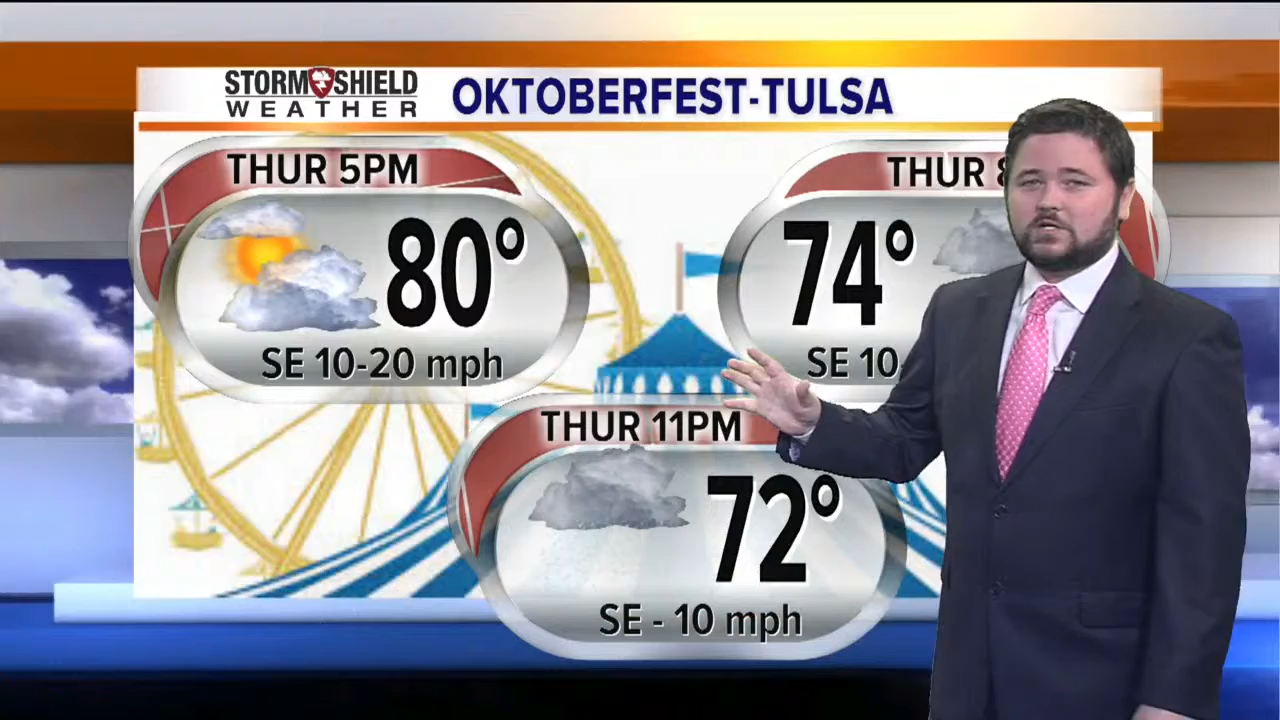 STORM SHIELD
WEATHER
OKTOBERFEST-TULSA
THUR 5PM
80°
SE 10-20 mph
THUR
74°
SE 10-
THUR 11PM
72°
SE - 10 mph